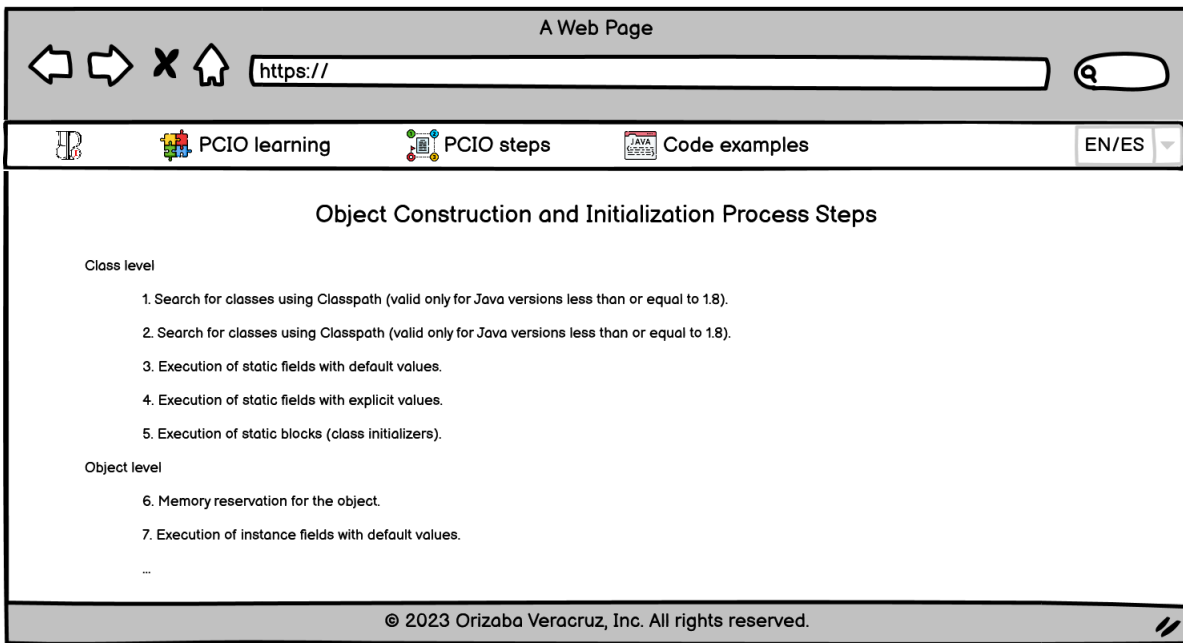 A Web Page
https://
PCIO learning
PCIO steps
JAVA
Code examples
EN/ES
Object Construction and Initialization Process Steps
Class level
1. Search for classes using Classpath (valid only for Java versions less than or equal to 1.8).
2. Search for classes using Classpath (valid only for Java versions less than or equal to 1.8).
3. Execution of static fields with default values.
4. Execution of static fields with explicit values.
5. Execution of static blocks (class initializers).
Object level
6. Memory reservation for the object.
7. Execution of instance fields with default values.
...
© 2023 Orizaba Veracruz, Inc. All rights reserved.